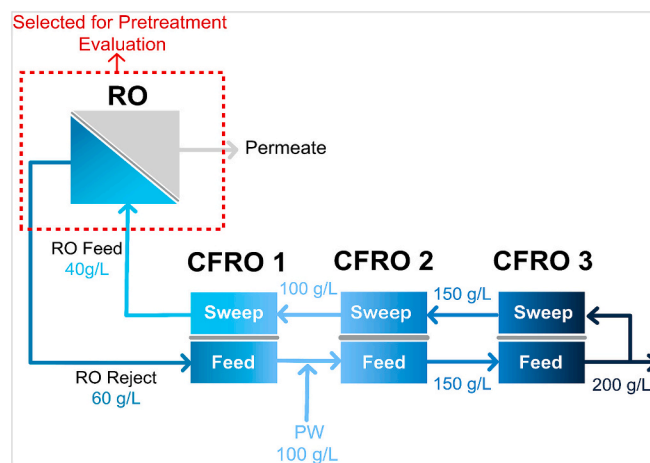 Selected for Pretreatment
Evaluation
RO
Permeate
RO Feed
40g/L
CFRO 1
CFRO 2
CFRO 3
100 g/L
150 g/L
Sweep
Sweep
Sweep
Feed
Feed
Feed
RO Reject
60 g/L
150 g/L
200 g/L
PW
100 g/L